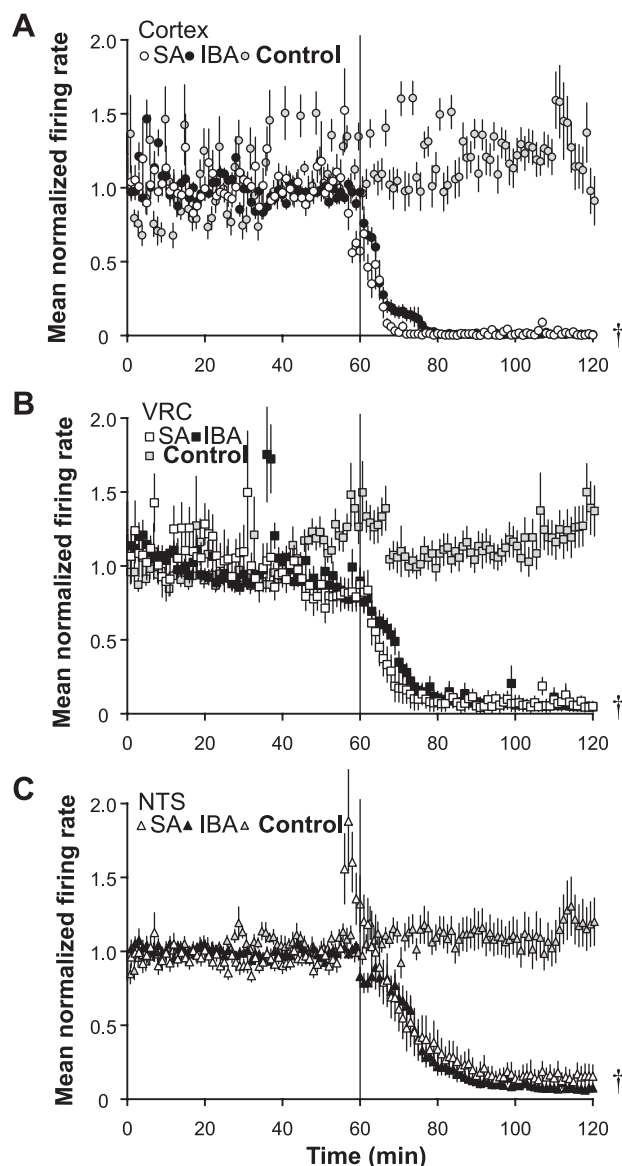 A
Cortex
○ SA ● IBA ○ Control
Mean normalized firing rate
2.0
1.5
1.0
0.5
0
0 20 40 60 80 100 120
†
B
VRC
□ SA ■ IBA
□ Control
Mean normalized firing rate
2.0
1.5
1.0
0.5
0
0 20 40 60 80 100 120
†
C
NTS
△ SA ▲ IBA △ Control
Mean normalized firing rate
2.0
1.5
1.0
0.5
0
0 20 40 60 80 100 120
†
Time (min)